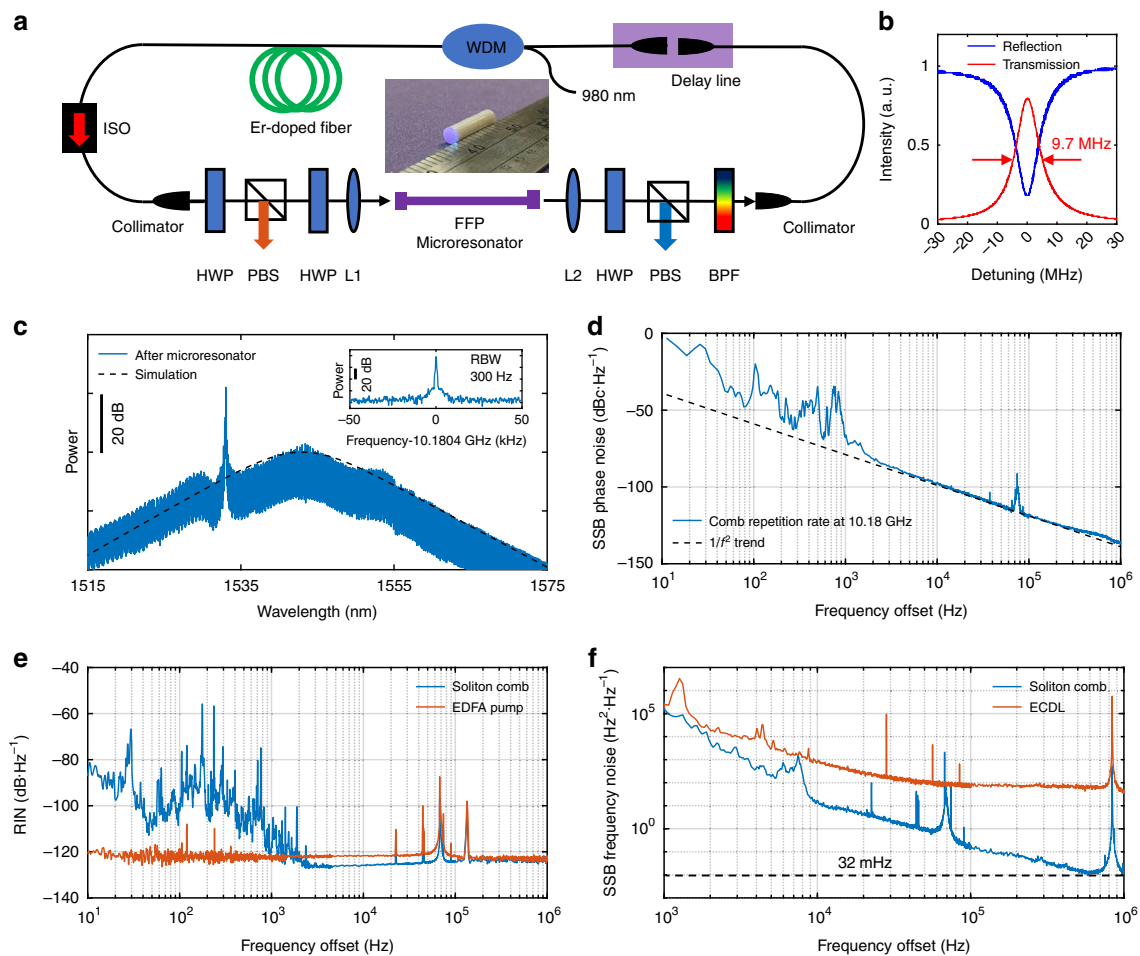 a
WDM
Delay line
980 nm
Er-doped fiber
ISO
Collimator
FFP
Microresonator
Collimator
HWP PBS HWP L1 L2 HWP PBS BPF
b
Reflection
Transmission
1
0.5
0
9.7 MHz
Intensity (a. u.)
−30 −20 −10 0 10 20 30
Detuning (MHz)
c
After microresonator
Simulation
20 dB
Power
RBW
300 Hz
20 dB
Power
−50 0 50
Frequency-10.1804 GHz (kHz)
1515 1535 1555 1575
Wavelength (nm)
d
0
−50
−100
−150
SSB phase noise (dBc·Hz⁻¹)
Comb repetition rate at 10.18 GHz
1/f² trend
10¹ 10² 10³ 10⁴ 10⁵ 10⁶
Frequency offset (Hz)
e
−40
−60
−80
−100
−120
−140
RIN (dB·Hz⁻¹)
Soliton comb
EDFA pump
10¹ 10² 10³ 10⁴ 10⁵ 10⁶
Frequency offset (Hz)
f
10⁵
10⁰
SSB frequency noise (Hz²·Hz⁻¹)
Soliton comb
ECDL
32 mHz
10³ 10⁴ 10⁵ 10⁶
Frequency offset (Hz)